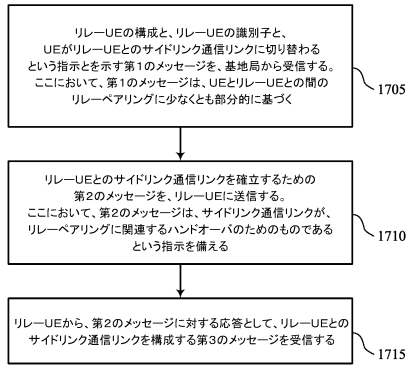 リレーUEの構成と、リレーUEの識別子と、
UEがリレーUEとのサイドリンク通信リンクに切り替わる
という指示とを示す第1のメッセージを、基地局から受信する。
ここにおいて、第1のメッセージは、UEとリレーUEとの間の
リレーペアリングに少なくとも部分的に基づく
1705
リレーUEとのサイドリンク通信リンクを確立するための
第2のメッセージを、リレーUEに送信する。
ここにおいて、第2のメッセージは、サイドリンク通信リンクが、
リレーペアリングに関連するハンドオーバのためのものである
という指示を備える
1710
リレーUEから、第2のメッセージに対する応答として、リレーUEとの
サイドリンク通信リンクを構成する第3のメッセージを受信する
1715